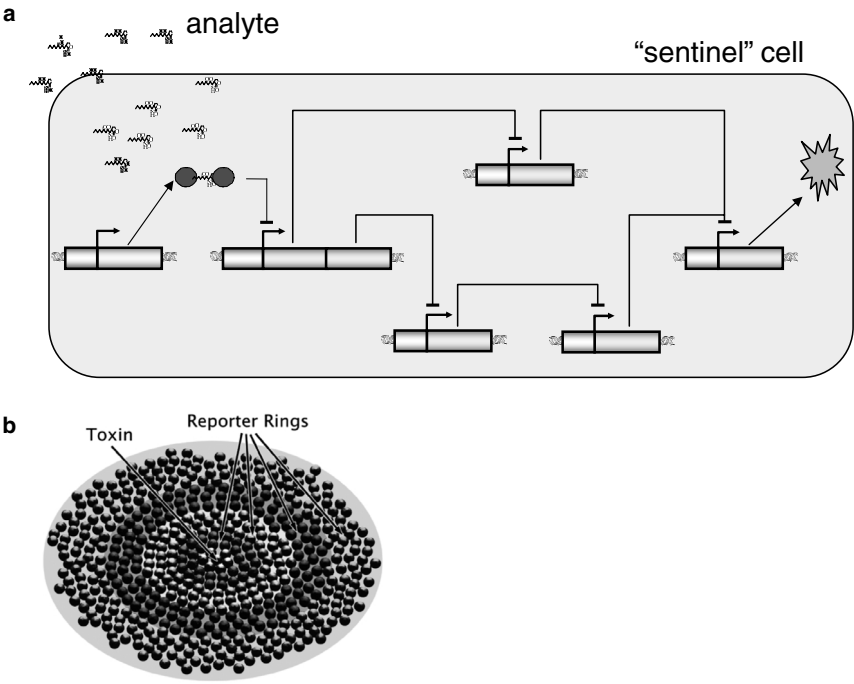 a
analyte
“sentinel” cell
b
Toxin
Reporter Rings